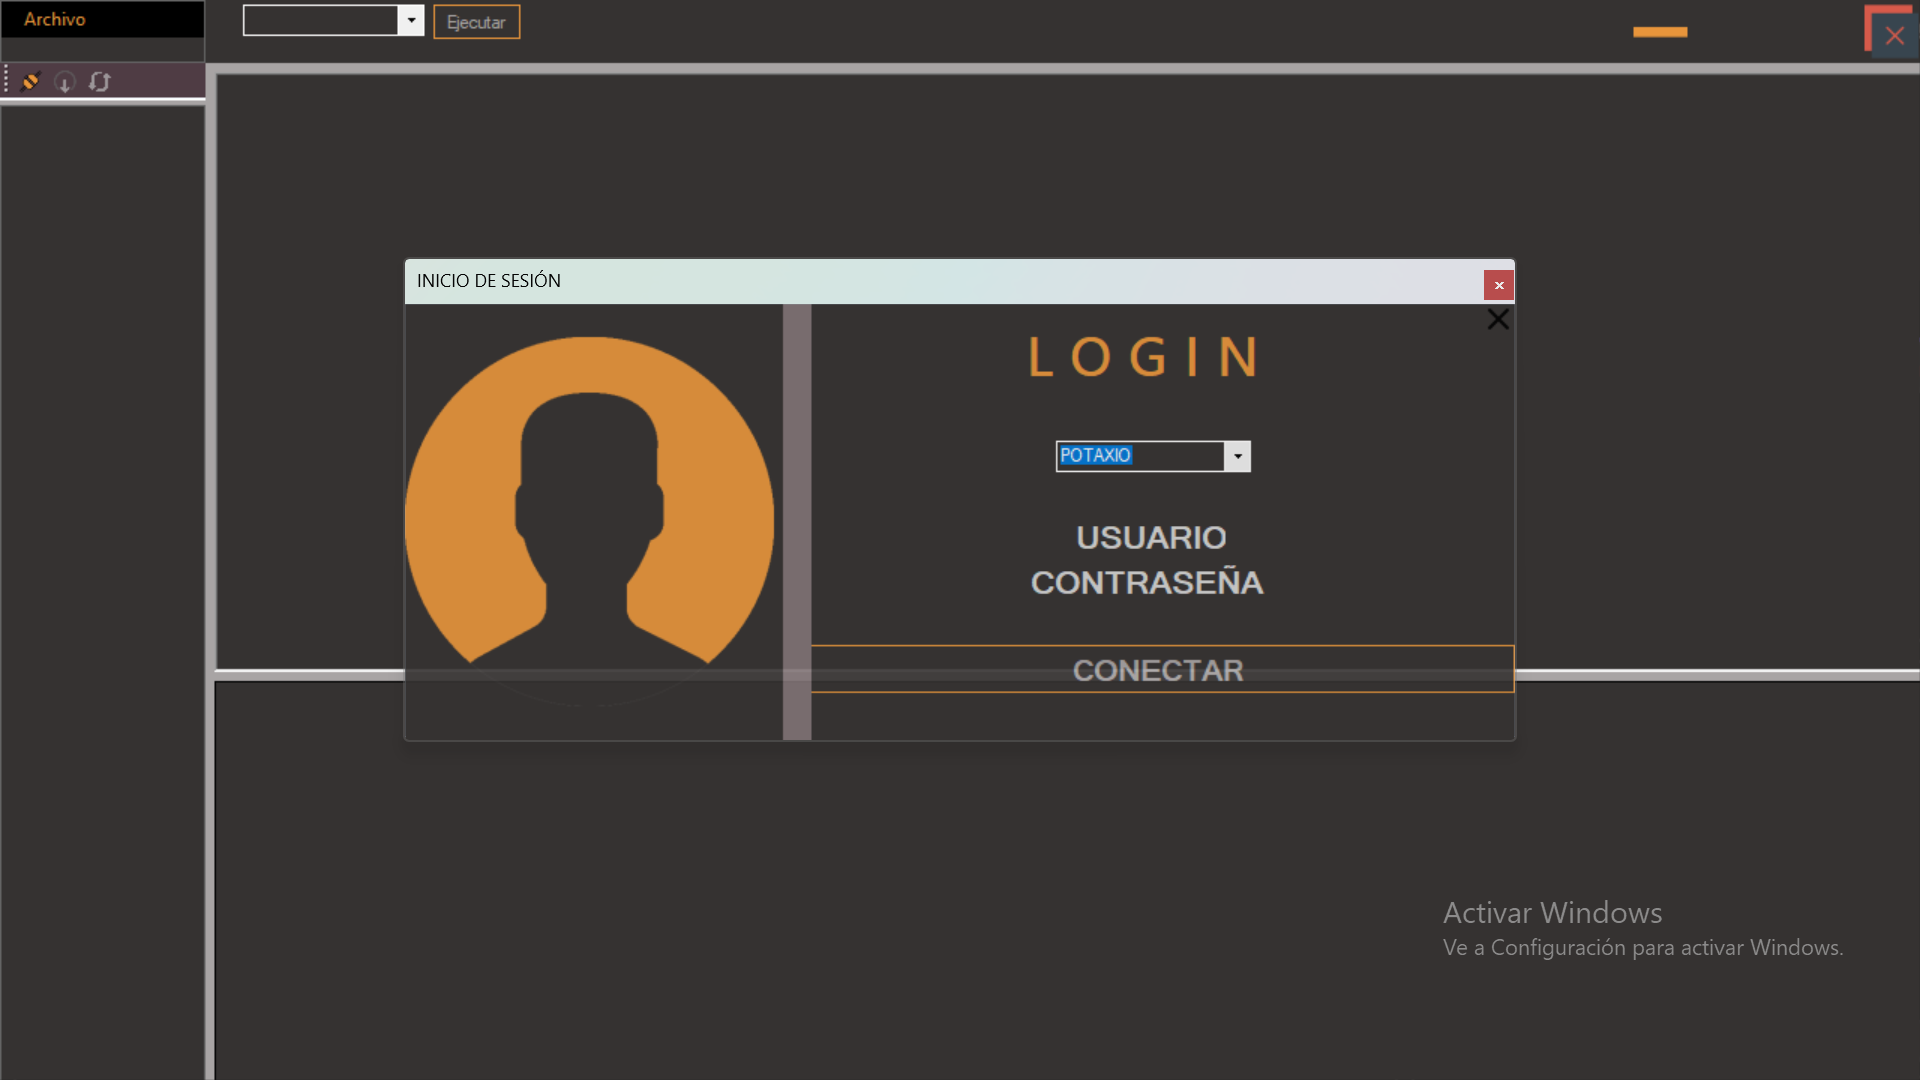 Archivo
Ejecutar
INICIO DE SESIÓN
LOGIN
POTAXIO
USUARIO
CONTRASEÑA
CONECTAR
Activar Windows
Ve a Configuración para activar Windows.